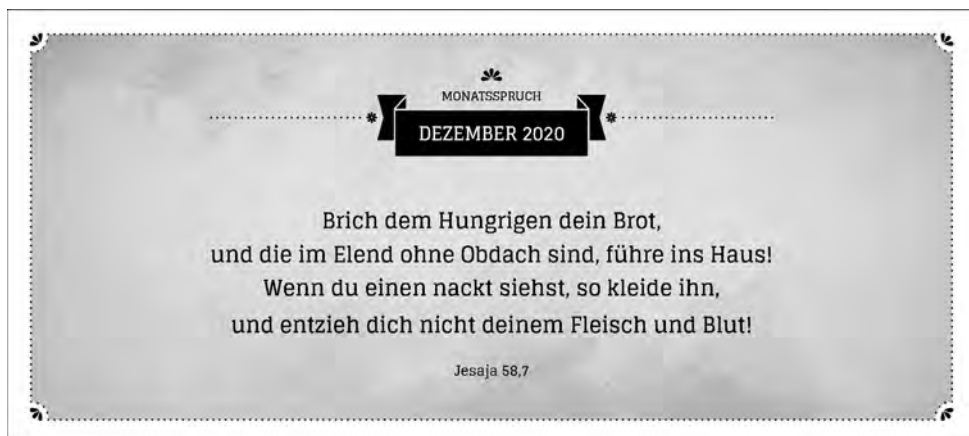 MONATSSPRUCH
DEZEMBER 2020
Brich dem Hungrigen dein Brot,
und die im Elend ohne Obdach sind, führe ins Haus!
Wenn du einen nackt siehst, so kleide ihn,
und entzieh dich nicht deinem Fleisch und Blut!
Jesaja 58,7